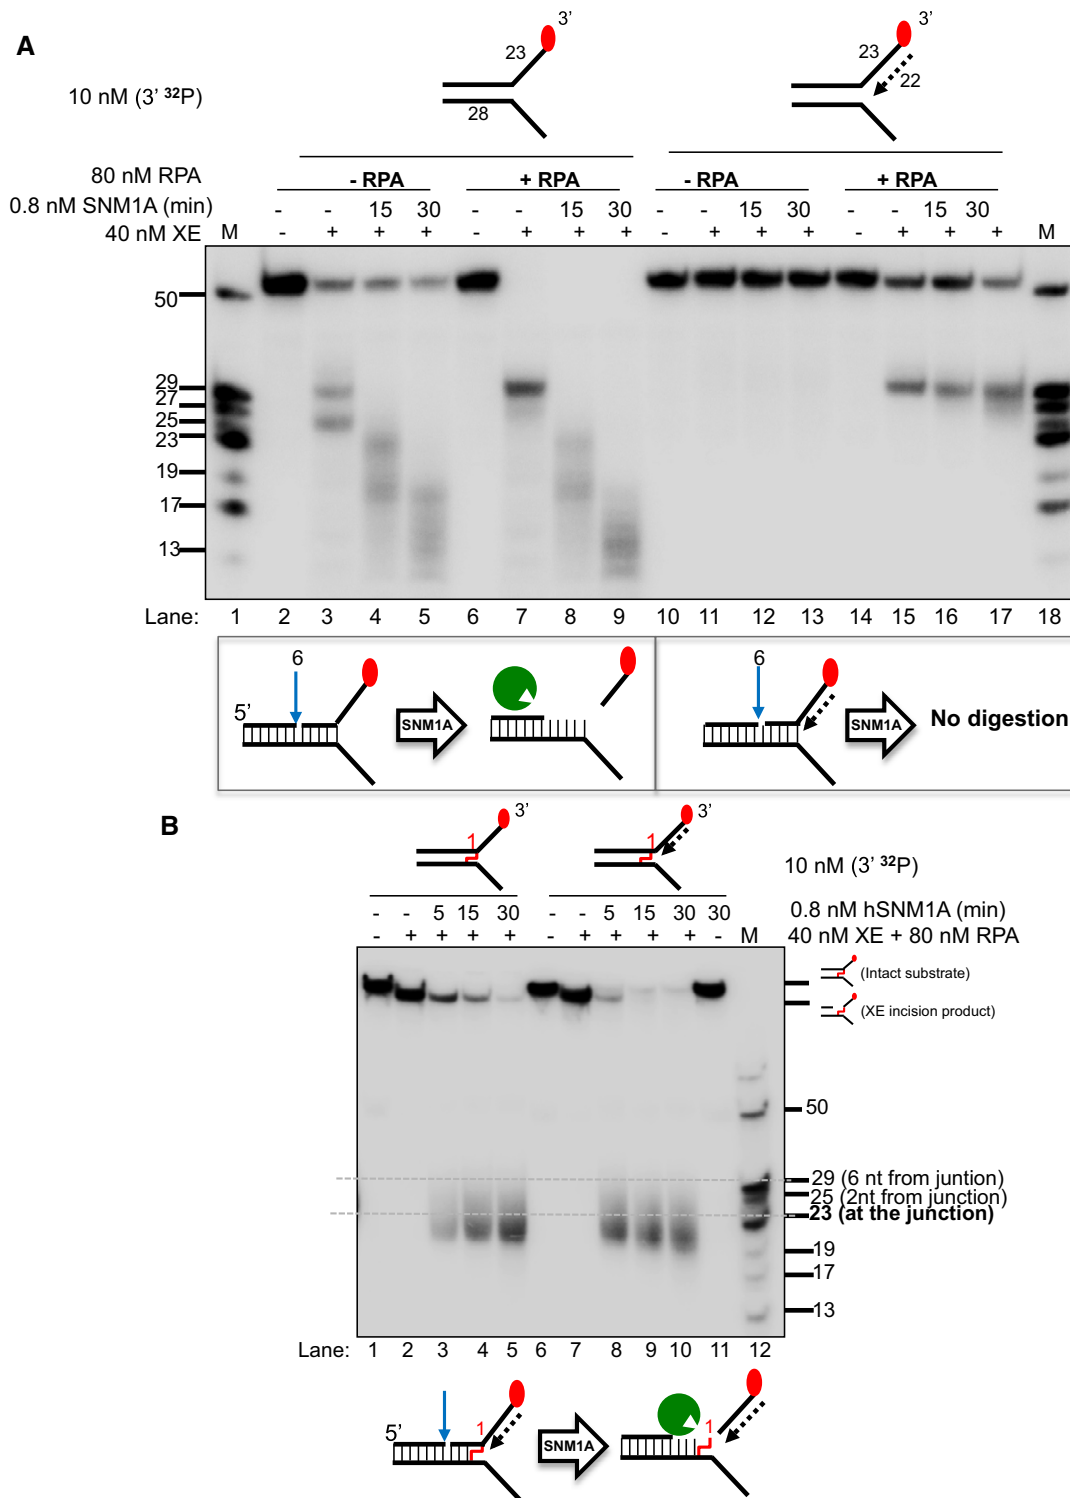 A
3’
3’
23
23
22
28
10 nM (3’ 32P)
80 nM RPA
- RPA
+ RPA
- RPA
+ RPA
0.8 nM SNM1A (min)
- - 15 30 - - 15 30 - - 15 30 - - 15 30
40 nM XE M - + + + - + + + - + + + - + + + M
50
29
27
25
23
19
17
13
Lane: 1 2 3 4 5 6 7 8 9 10 11 12 13 14 15 16 17 18
6
5’
SNM1A
6
SNM1A
No digestion
B
3’
3’
1
1
10 nM (3’ 32P)
- - 5 15 30 - - 5 15 30 30 0.8 nM hSNM1A (min)
- + + + + - + + + + - M 40 nM XE + 80 nM RPA
(Intact substrate)
(XE incision product)
50
29 (6 nt from juntion)
25 (2nt from junction)
23 (at the junction)
19
17
13
Lane: 1 2 3 4 5 6 7 8 9 10 11 12
5’
1
SNM1A
1